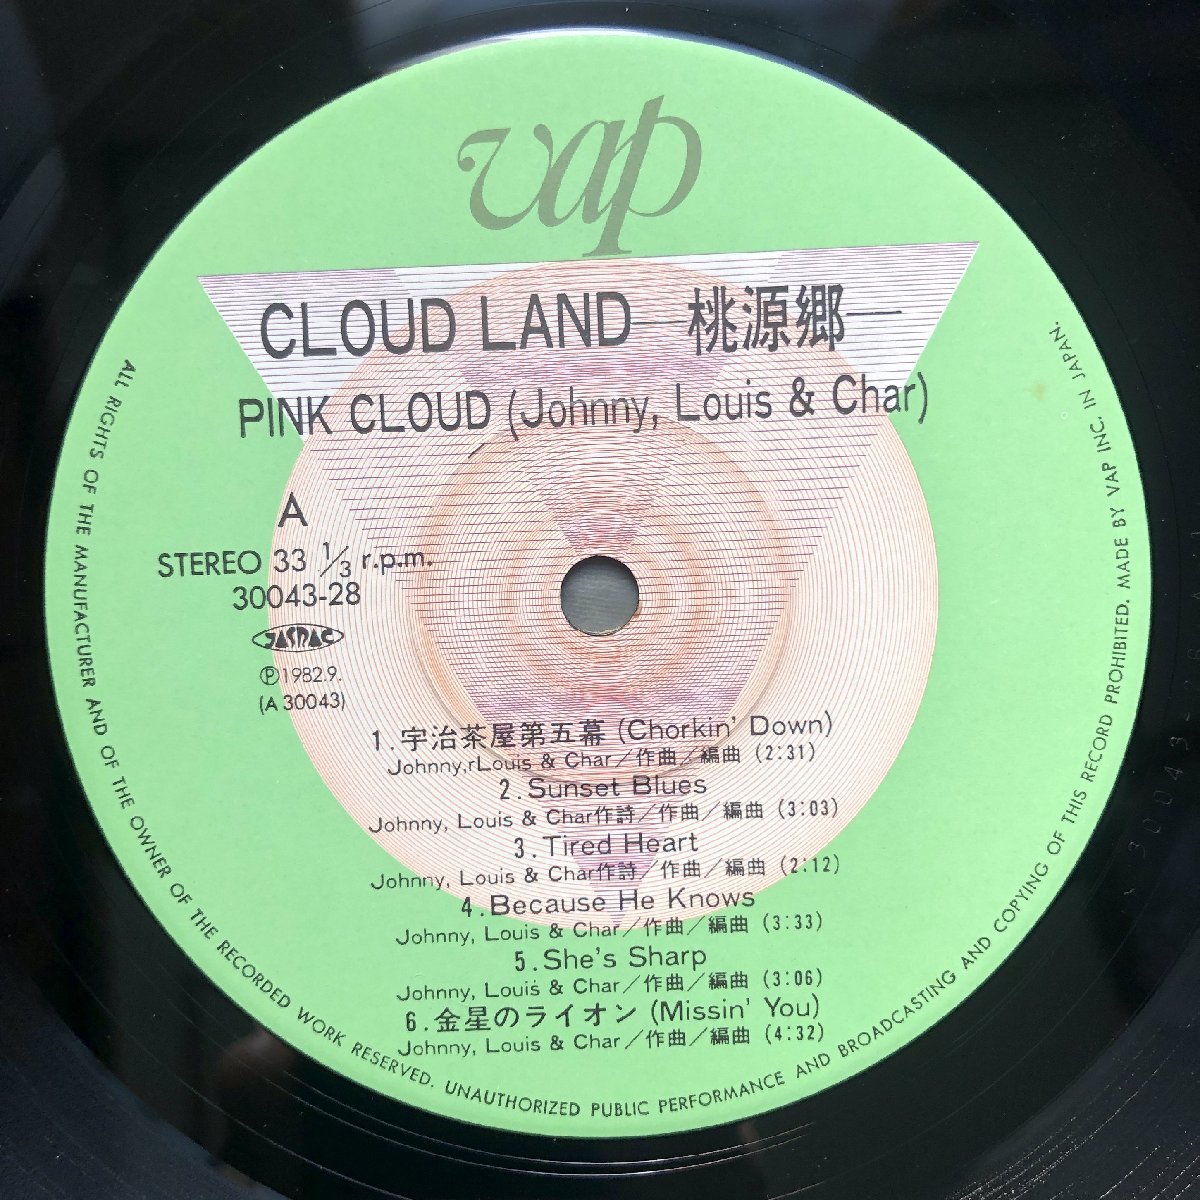 vap
CLOUD LAND—桃源郷—
PINK CLOUD (Johnny, Louis & Char)
A
STEREO 33 1/3 r.p.m.
30043-28
JASRAC
Ⓟ1982.9.
(A 30043)
1.宇治茶屋第五幕 (Chorkin' Down)
Johnny,rLouis & Char／作曲／編曲 (2:31)
2.Sunset Blues
Johnny, Louis & Char作詩／作曲／編曲 (3:03)
3.Tired Heart
Johnny, Louis & Char作詩／作曲／編曲 (2:12)
4.Because He Knows
Johnny, Louis & Char／作曲／編曲 (3:33)
5.She's Sharp
Johnny, Louis & Char／作曲／編曲 (3:06)
6.金星のライオン (Missin' You)
Johnny, Louis & Char／作曲／編曲 (4:32)
ALL RIGHTS OF THE MANUFACTURER AND OF THE OWNER OF THE RECORDED WORK RESERVED. UNAUTHORIZED PUBLIC PERFORMANCE AND BROADCASTING AND COPYING OF THIS RECORD PROHIBITED. MADE BY VAP INC. IN JAPAN.